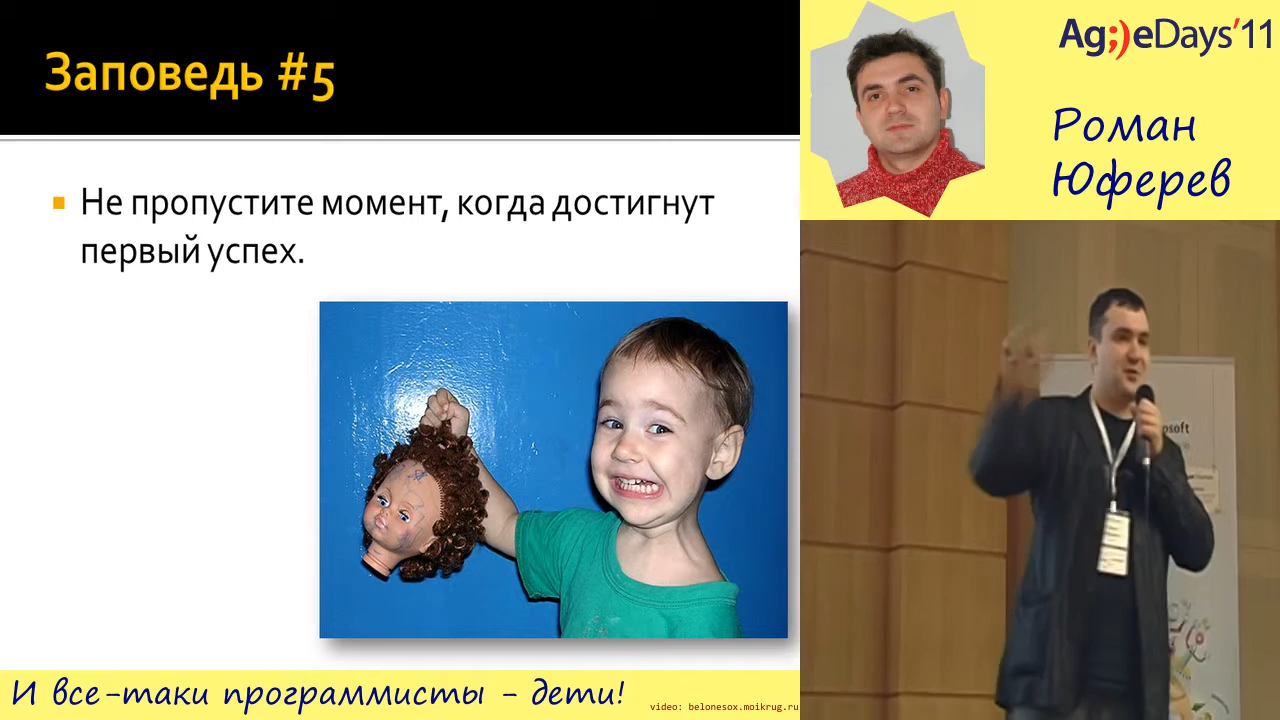 Заповедь #5
Не пропустите момент, когда достигнут
первый успех.
Ag;)eDays'11
Роман
Юферев
osoft
И все-таки программисты - дети!
video: belonesox.moikrug.ru